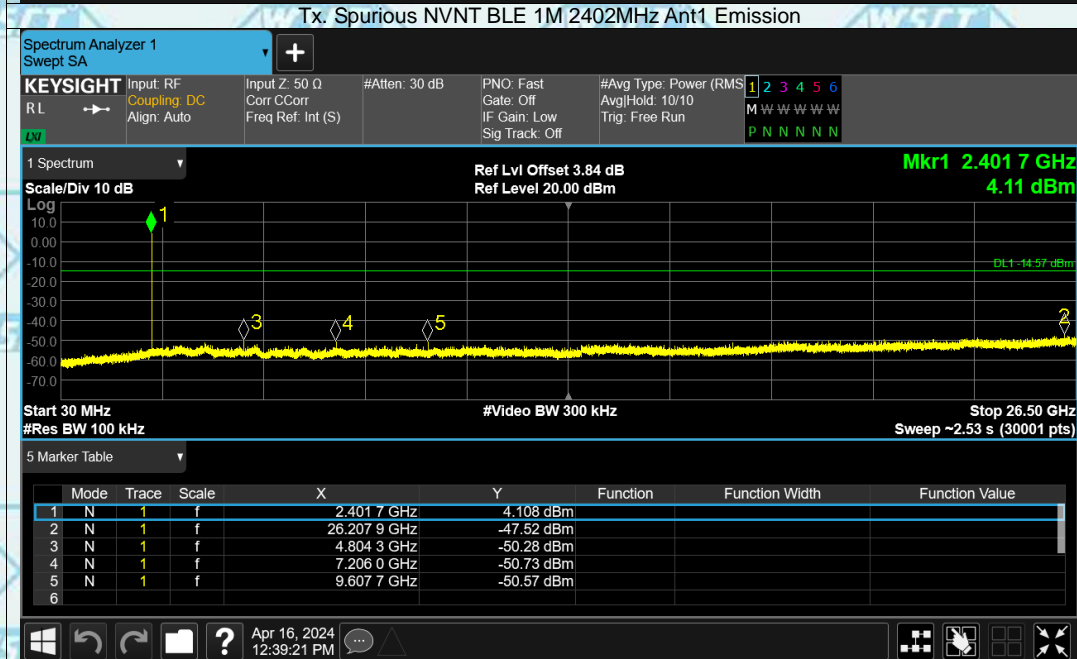 Tx. Spurious NVNT BLE 1M 2402MHz Ant1 Emission
Spectrum Analyzer 1
Swept SA
+
KEYSIGHT Input: RF Input Z: 50 Ω #Atten: 30 dB PNO: Fast #Avg Type: Power (RMS 1 2 3 4 5 6
RL Coupling: DC Corr CCorr Gate: Off Avg|Hold: 10/10 M W W W W W
Align: Auto Freq Ref: Int (S) IF Gain: Low Trig: Free Run
LXI Sig Track: Off P N N N N N
1 Spectrum Ref Lvl Offset 3.84 dB Mkr1 2.401 7 GHz
Scale/Div 10 dB Ref Level 20.00 dBm 4.11 dBm
Log
1
10.0
0.00
-10.0 DL1 -14.57 dBm
-20.0
-30.0
-40.0 3 4 5 2
-50.0
-60.0
-70.0
Start 30 MHz #Video BW 300 kHz Stop 26.50 GHz
#Res BW 100 kHz Sweep ~2.53 s (30001 pts)
5 Marker Table
Mode Trace Scale X Y Function Function Width Function Value
1 N 1 f 2.401 7 GHz 4.108 dBm
2 N 1 f 26.207 9 GHz -47.52 dBm
3 N 1 f 4.804 3 GHz -50.28 dBm
4 N 1 f 7.206 0 GHz -50.73 dBm
5 N 1 f 9.607 7 GHz -50.57 dBm
6
? Apr 16, 2024
12:39:21 PM